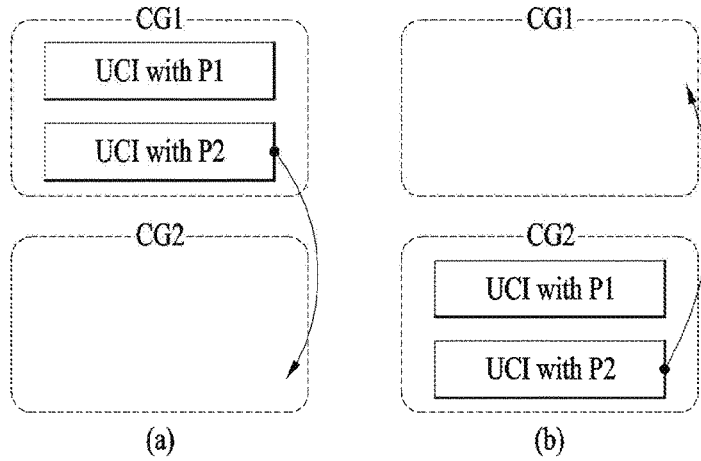 CG1
UCI with P1
UCI with P2
CG2
(a)
CG1
CG2
UCI with P1
UCI with P2
(b)